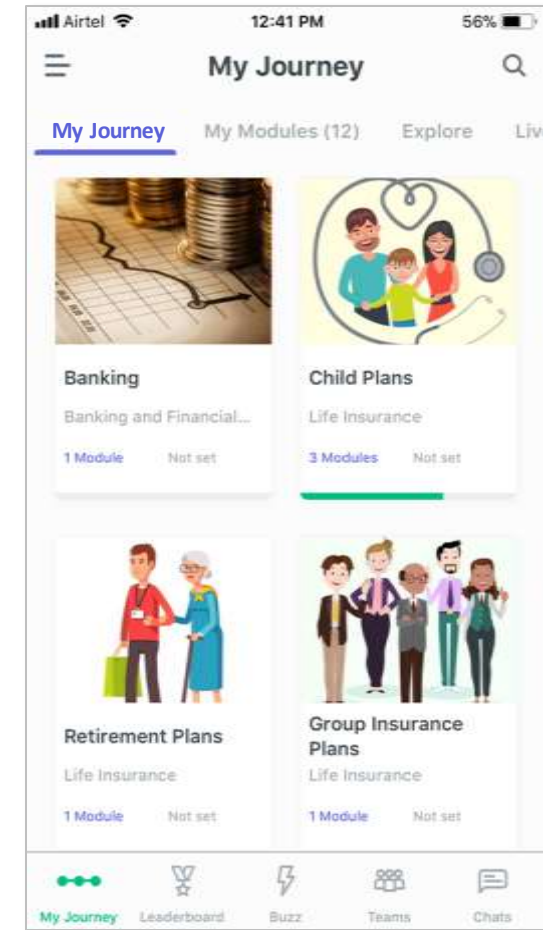 Airtel 12:41 PM 56%
My Journey
My Journey My Modules (12) Explore Liv
Banking
Banking and Financial...
1 Module Not set
Child Plans
Life Insurance
3 Modules Not set
Retirement Plans
Life Insurance
1 Module Not set
Group Insurance
Plans
Life Insurance
1 Module Not set
My Journey Leaderboard Buzz Teams Chats